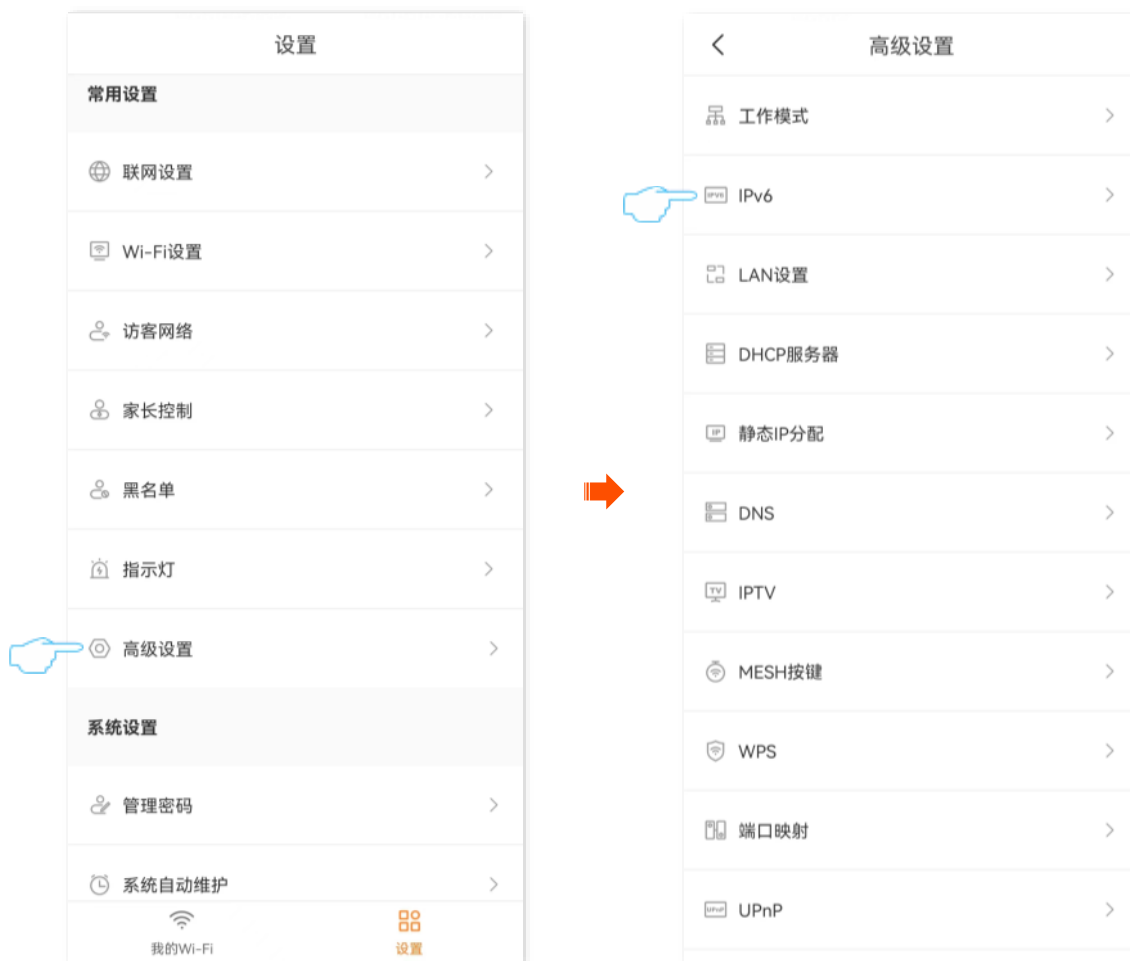 设置
常用设置
联网设置
Wi-Fi设置
访客网络
家长控制
黑名单
指示灯
高级设置
系统设置
管理密码
系统自动维护
我的Wi-Fi
设置
高级设置
工作模式
IPV6
IPv6
LAN设置
DHCP服务器
IP
静态IP分配
DNS
TV
IPTV
MESH按键
WPS
端口映射
UPnP
UPnP